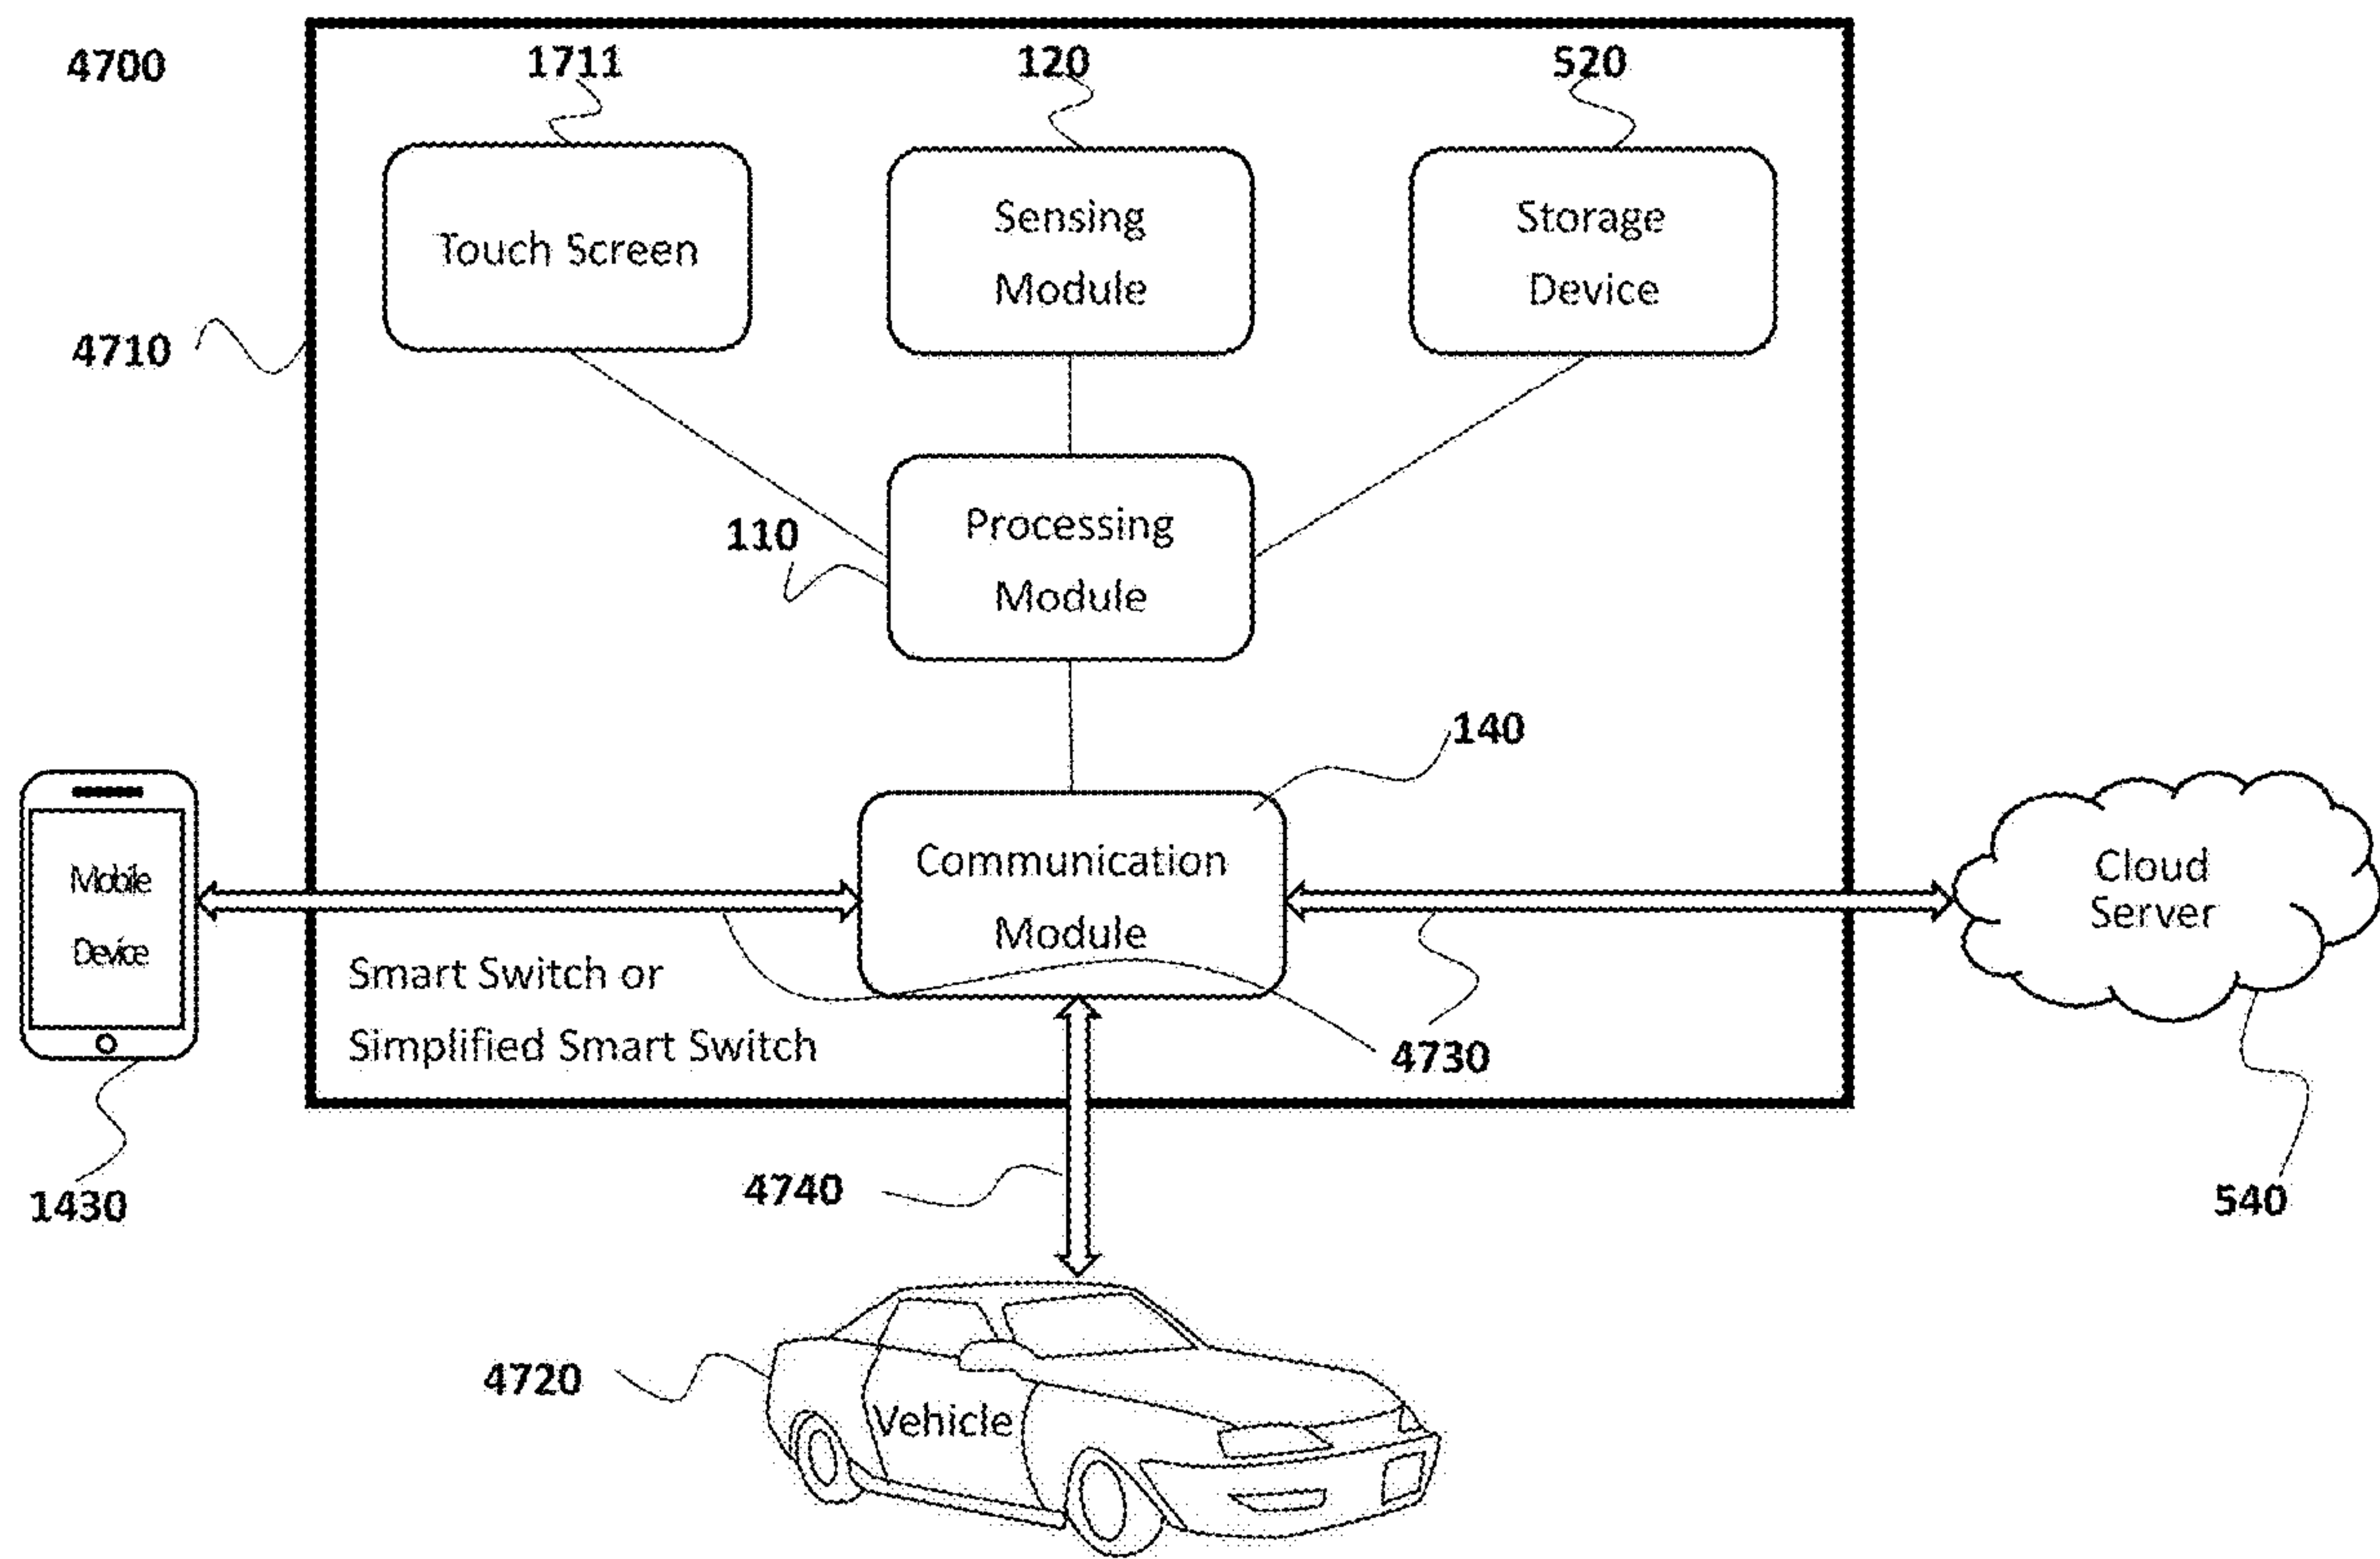 4700
1711
120
520
Touch Screen
Sensing
Module
Storage
Device
4710
110
Processing
Module
140
Mobile
Device
Communication
Module
Cloud
Server
Smart Switch or
Simplified Smart Switch
4730
1430
4740
540
4720
Vehicle